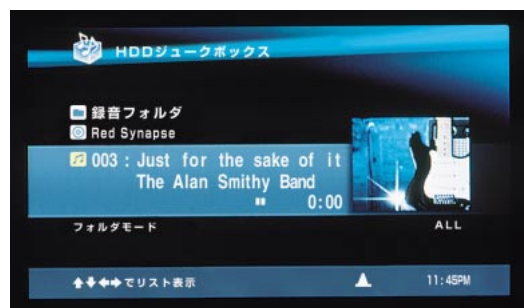 HDDジュークボックス
録音フォルダ
Red Synapse
003 : Just for the sake of it
The Alan Smithy Band
0:00
フォルダモード ALL
でリスト表示 11:45PM